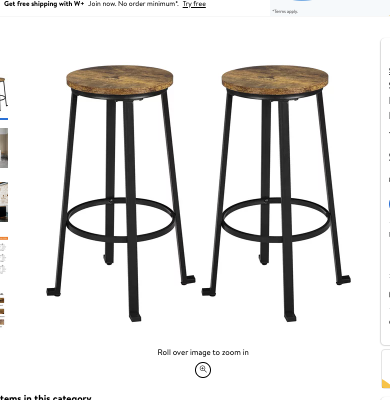 Get free shipping with W+ Join now. No order minimum*. Try free
*Terms apply.
Roll over image to zoom in
tems in this category